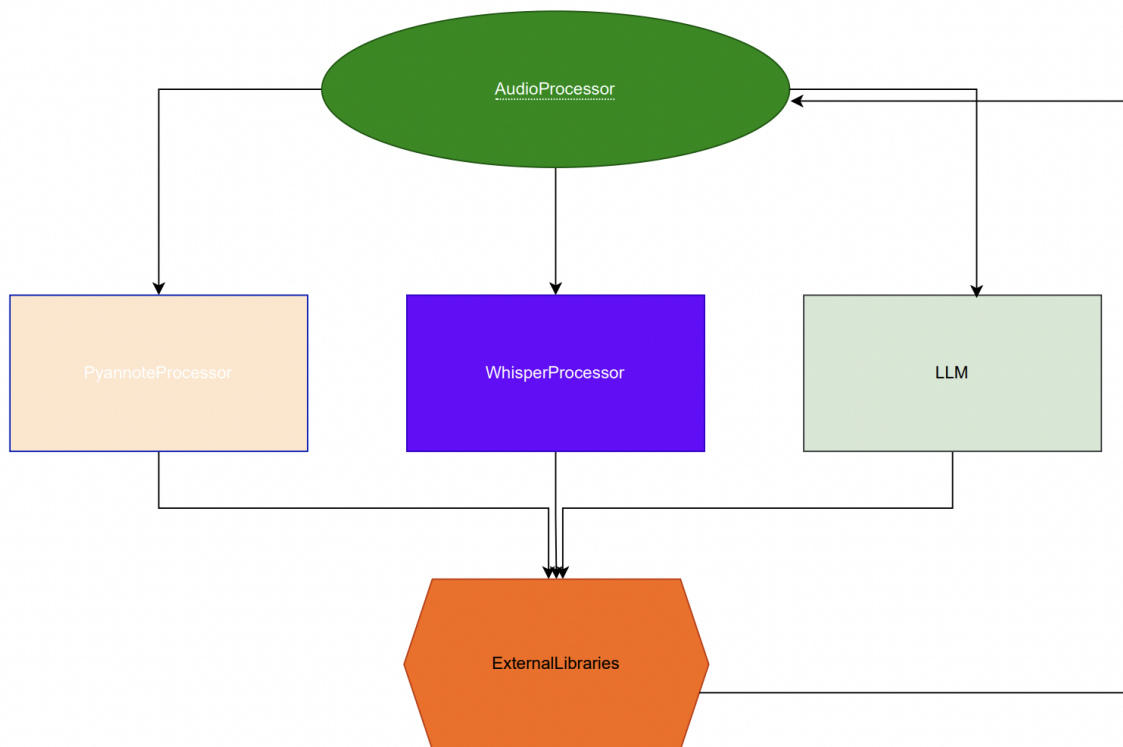 AudioProcessor
PyannoteProcessor
WhisperProcessor
LLM
ExternalLibraries